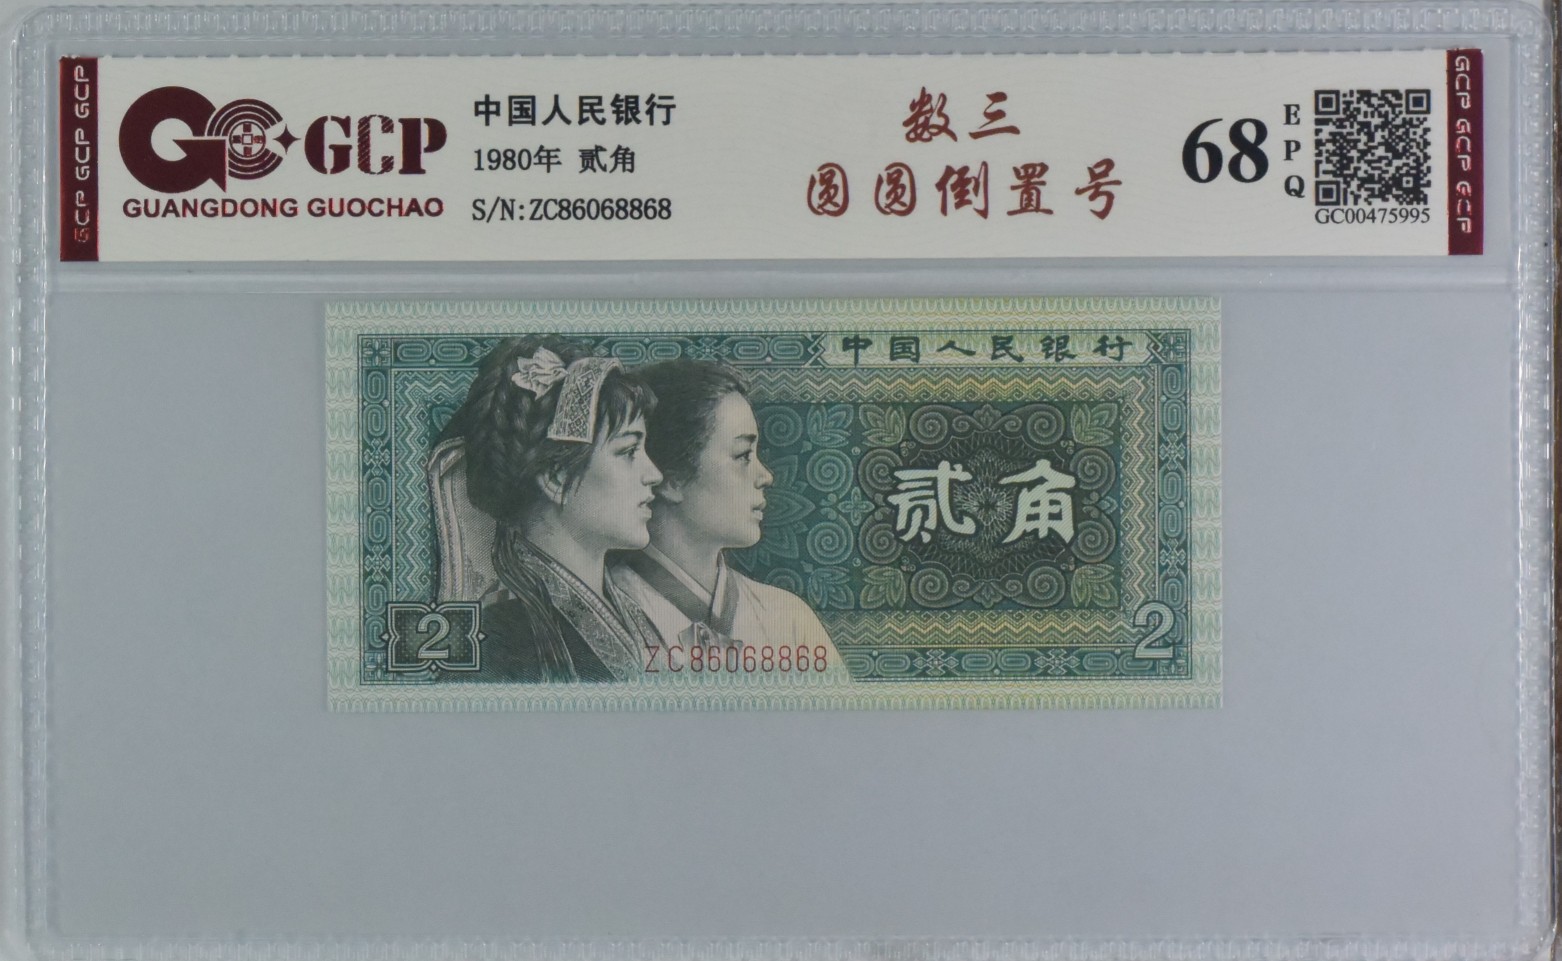 GCP GCP GCP
GCP
GUANGDONG GUOCHAO
中国人民银行
1980年 贰角
S/N:ZC86068868
数三
圆圆倒置号
68
EPQ
GC00475995
GCP GCP GCP
中国人民银行
贰角
2
ZC86068868
2